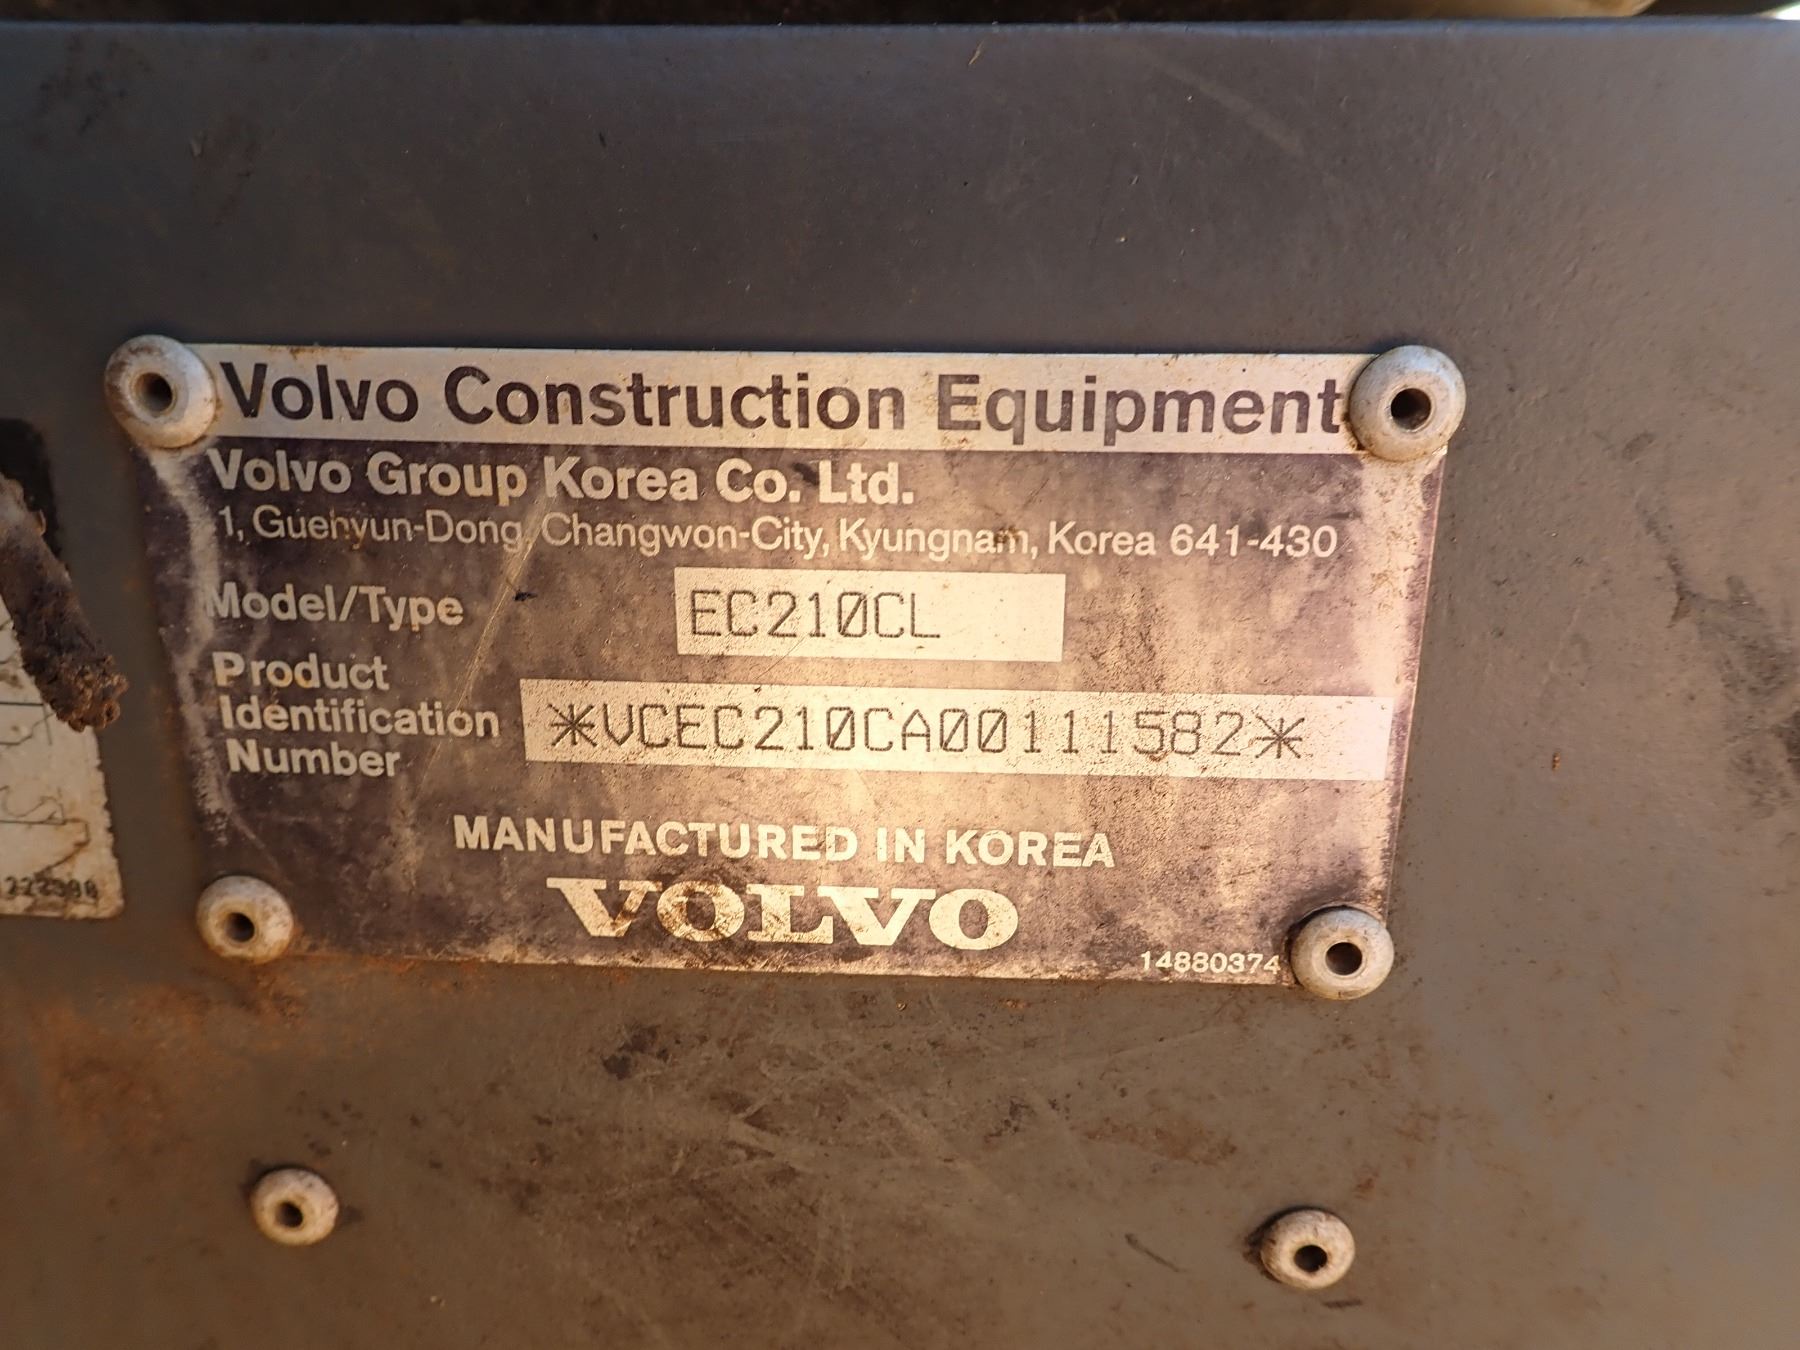 Volvo Construction Equipment
Volvo Group Korea Co. Ltd.
1, Guehyun-Dong, Changwon-City, Kyungnam, Korea 641-430
Model/Type EC210CL
Product
Identification
Number
*VCEC210CA00111582*
MANUFACTURED IN KOREA
VOLVO
14880374